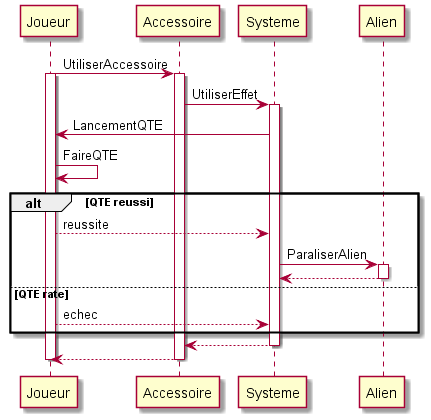 Joueur Accessoire Systeme Alien
UtiliserAccessoire
UtiliserEffet
LancementQTE
FaireQTE
alt [QTE reussi]
reussite
ParaliserAlien
[QTE rate]
echec
Joueur Accessoire Systeme Alien